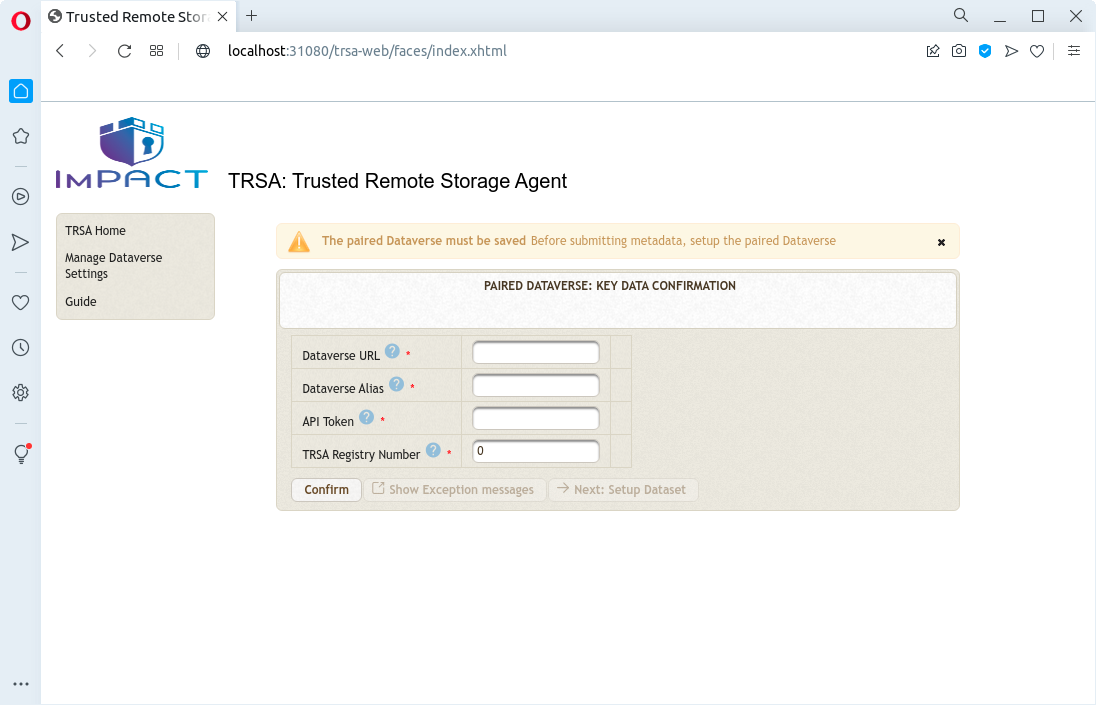 Trusted Remote Stor
localhost:31080/trsa-web/faces/index.xhtml
IMPACT
TRSA: Trusted Remote Storage Agent
TRSA Home
Manage Dataverse
Settings
Guide
The paired Dataverse must be saved Before submitting metadata, setup the paired Dataverse
PAIRED DATAVERSE: KEY DATA CONFIRMATION
Dataverse URL ? *
Dataverse Alias ? *
API Token ? *
TRSA Registry Number ? * 0
Confirm Show Exception messages Next: Setup Dataset